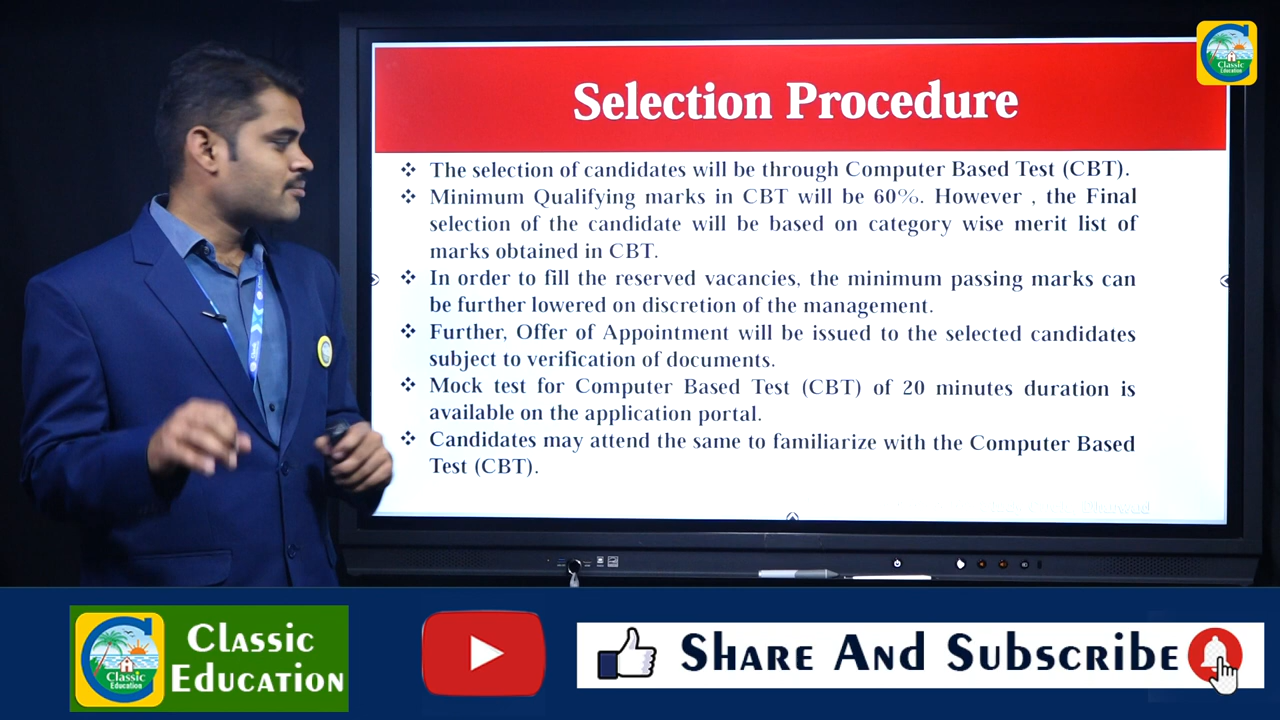 Classic
Education
Selection Procedure
❖ The selection of candidates will be through Computer Based Test (CBT).
❖ Minimum Qualifying marks in CBT will be 60%. However , the Final
selection of the candidate will be based on category wise merit list of
marks obtained in CBT.
❖ In order to fill the reserved vacancies, the minimum passing marks can
be further lowered on discretion of the management.
❖ Further, Offer of Appointment will be issued to the selected candidates
subject to verification of documents.
❖ Mock test for Computer Based Test (CBT) of 20 minutes duration is
available on the application portal.
❖ Candidates may attend the same to familiarize with the Computer Based
Test (CBT).
Classic
Education
Classic
Education
Share And Subscribe